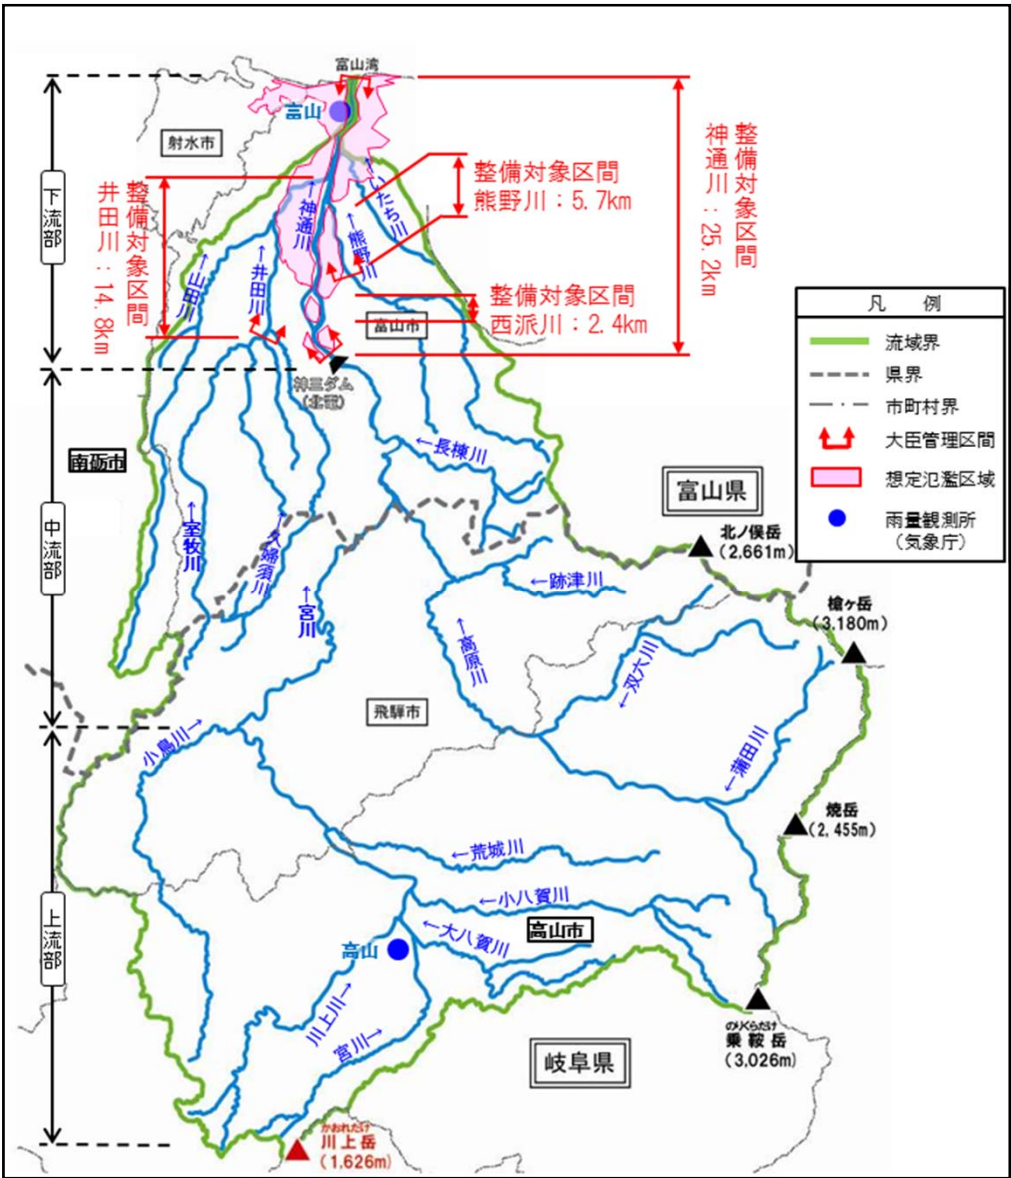 富山湾
富山
射水市
下流部
整備対象区間
井田川：14.8km
整備対象区間
熊野川：5.7km
整備対象区間
神通川：25.2km
整備対象区間
西派川：2.4km
←いたち川
←神通川
←熊野川
←井田川
山田川→
富山市
神三ダム
（北電）
凡 例
流域界
県界
市町村界
大臣管理区間
想定氾濫区域
雨量観測所
（気象庁）
南砺市
←長棟川
富山県
中流部
北ノ俣岳
(2,661m)
←室牧川
←久婦須川
←宮川
←跡津川
←高原川
←双六川
槍ヶ岳
(3,180m)
飛騨市
小鳥川→
←蒲田川
焼岳
(2,455m)
←荒城川
上流部
←小八賀川
←大八賀川
高山市
高山
川上川→
宮川→
のりくらだけ
乗鞍岳
(3,026m)
岐阜県
かおれだけ
川上岳
(1,626m)